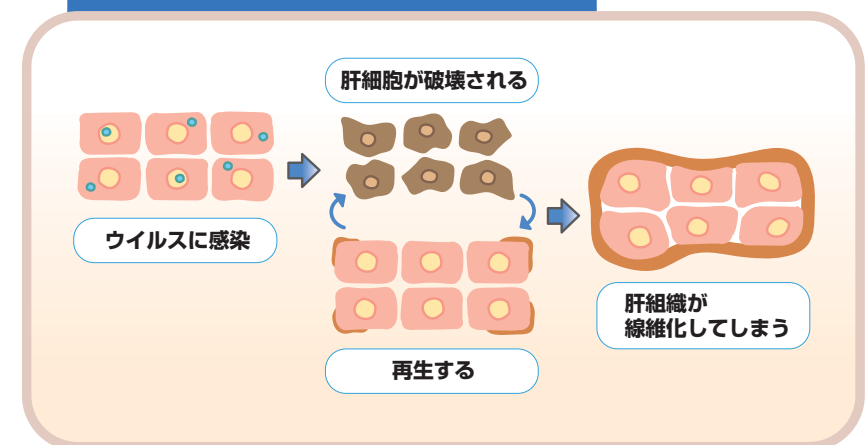 肝細胞が破壊される
ウイルスに感染
再生する
肝組織が
線維化してしまう